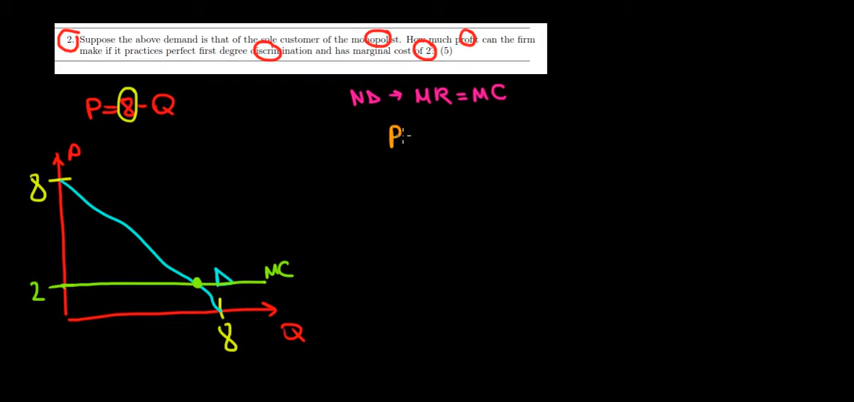 2. Suppose the above demand is that of the sole customer of the monopolist. How much profit can the firm
make if it practices perfect first degree discrimination and has marginal cost of 2? (5)
P=8-Q
ND → MR = MC
P
P
8
MC
2
8
Q